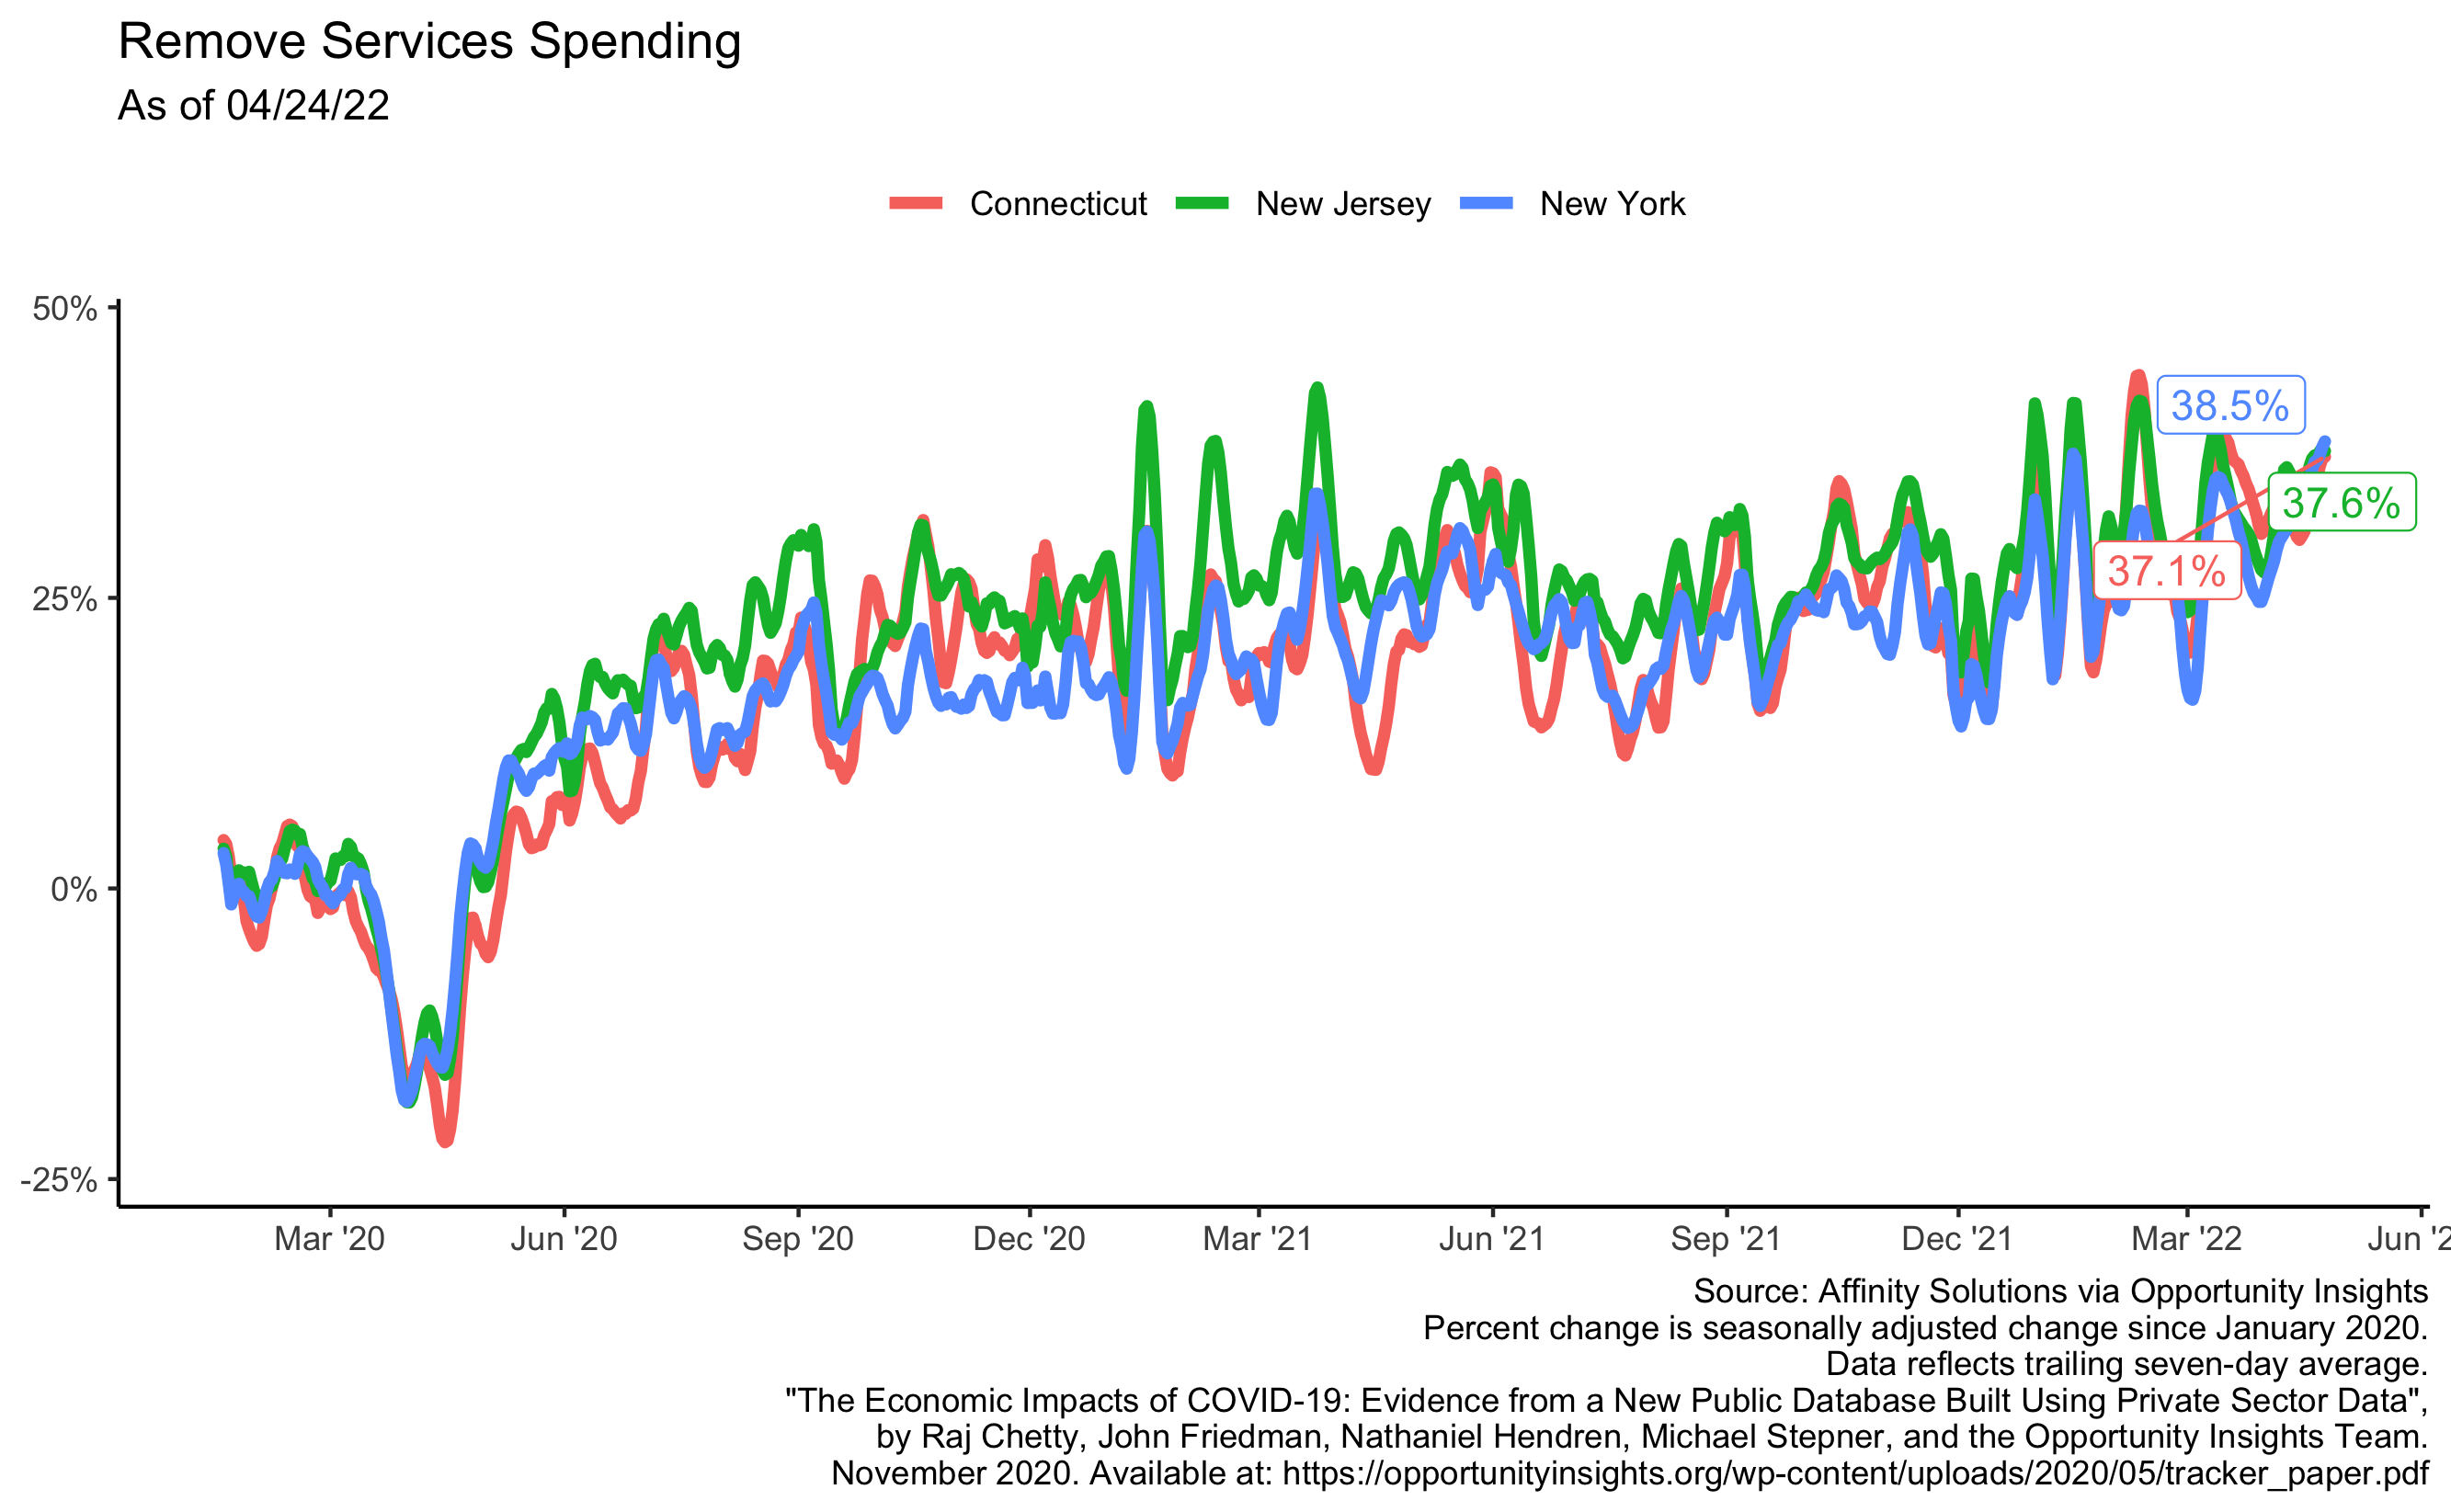 Remove Services Spending
As of 04/24/22
Connecticut New Jersey New York
50%
25%
0%
-25%
38.5%
37.6%
37.1%
Mar '20 Jun '20 Sep '20 Dec '20 Mar '21 Jun '21 Sep '21 Dec '21 Mar '22 Jun '2
Source: Affinity Solutions via Opportunity Insights
Percent change is seasonally adjusted change since January 2020.
Data reflects trailing seven-day average.
"The Economic Impacts of COVID-19: Evidence from a New Public Database Built Using Private Sector Data",
by Raj Chetty, John Friedman, Nathaniel Hendren, Michael Stepner, and the Opportunity Insights Team.
November 2020. Available at: https://opportunityinsights.org/wp-content/uploads/2020/05/tracker_paper.pdf